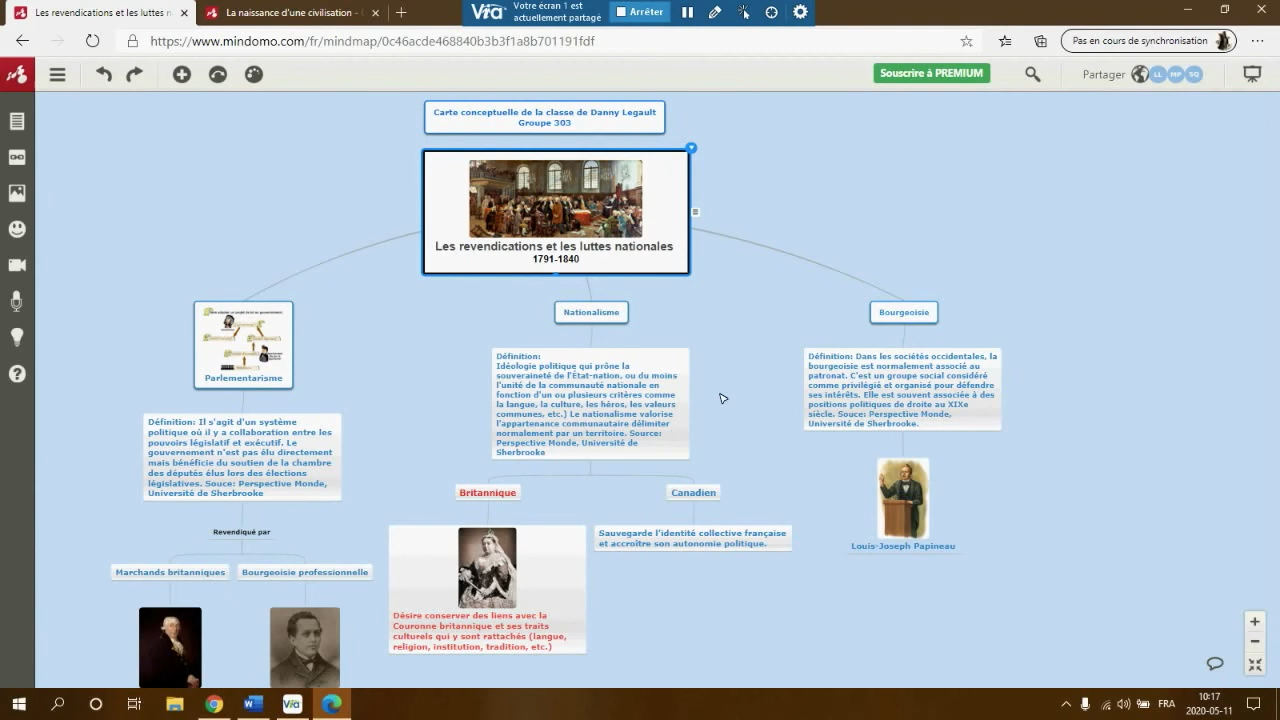 Les revendications et les luttes n
La révolution des patriotes au
Via
Votre écran 1 est
actuellement partagé
Arrêter
https://www.mindomo.com/fr/mindmap/0c46acde468840b3b3f1a8b701191fdf
Pas en cours de synchronisation
Souscrire à PREMIUM
Partager
LL
MP
SQ
Carte conceptuelle de la classe de Danny Legault
Groupe 303
Les revendications et les luttes nationales
1791-1840
Parlementarisme
Nationalisme
Bourgeoisie
Définition: Il s'agit d'un système
politique où il y a collaboration entre les
pouvoirs législatif et exécutif. Le
gouvernement n'est pas élu directement
mais bénéficie du soutien de la chambre
des députés élus lors des élections
législatives. Souce: Perspective Monde,
Université de Sherbrooke
Définition:
Idéologie politique qui prône la
souveraineté de l'État-nation, ou du moins
l'unité de la communauté nationale en
fonction d'un ou plusieurs critères comme
la langue, la culture, les héros, les valeurs
communes, etc.) Le nationalisme valorise
l'appartenance communautaire délimiter
normalement par un territoire. Source:
Perspective Monde, Université de
Sherbrooke
Définition: Dans les sociétés occidentales, la
bourgeoisie est normalement associé au
patronat. C'est un groupe social considéré
comme privilégié et organisé pour défendre
ses intérêts. Elle est souvent associée à des
positions politiques de droite au XIXe
siècle. Souce: Perspective Monde,
Université de Sherbrooke.
Revendiqué par
Marchands britanniques
Bourgeoisie professionnelle
Britannique
Canadien
Désire conserver des liens avec la
Couronne britannique et ses traits
culturels qui y sont rattachés (langue,
religion, institution, tradition, etc.)
Sauvegarde l'identité collective française
et accroître son autonomie politique.
Louis-Joseph Papineau
FRA
10:17
2020-05-11